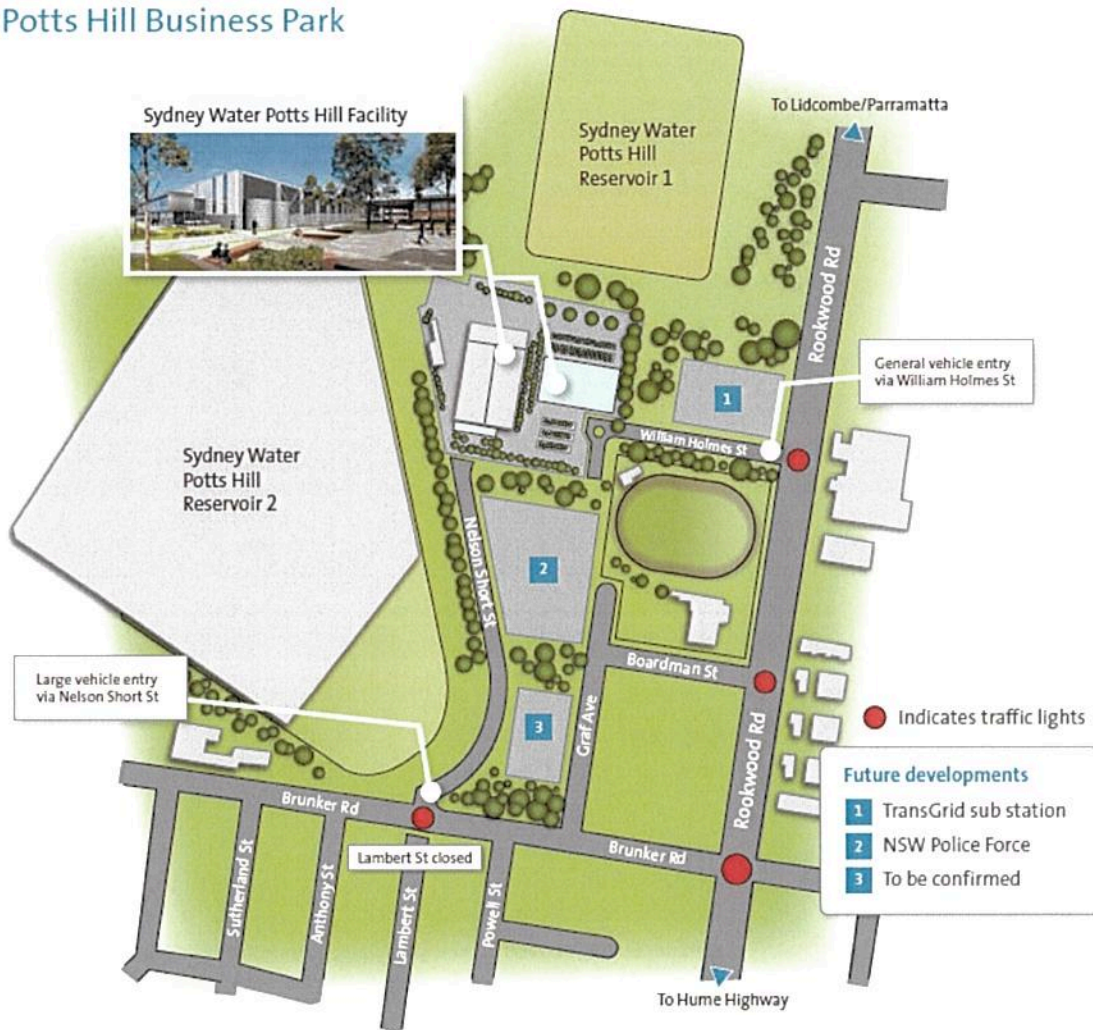 Potts Hill Business Park
Sydney Water Potts Hill Facility
Sydney Water
Potts Hill
Reservoir 1
To Lidcombe/Parramatta
Rookwood Rd
General vehicle entry
via William Holmes St
1
William Holmes St
Sydney Water
Potts Hill
Reservoir 2
Nelson Short St
2
Large vehicle entry
via Nelson Short St
Boardman St
Graf Ave
3
Rookwood Rd
Indicates traffic lights
Future developments
1 TransGrid sub station
2 NSW Police Force
3 To be confirmed
Brunker Rd
Brunker Rd
Lambert St closed
Sutherland St
Anthony St
Lambert St
Powell St
To Hume Highway